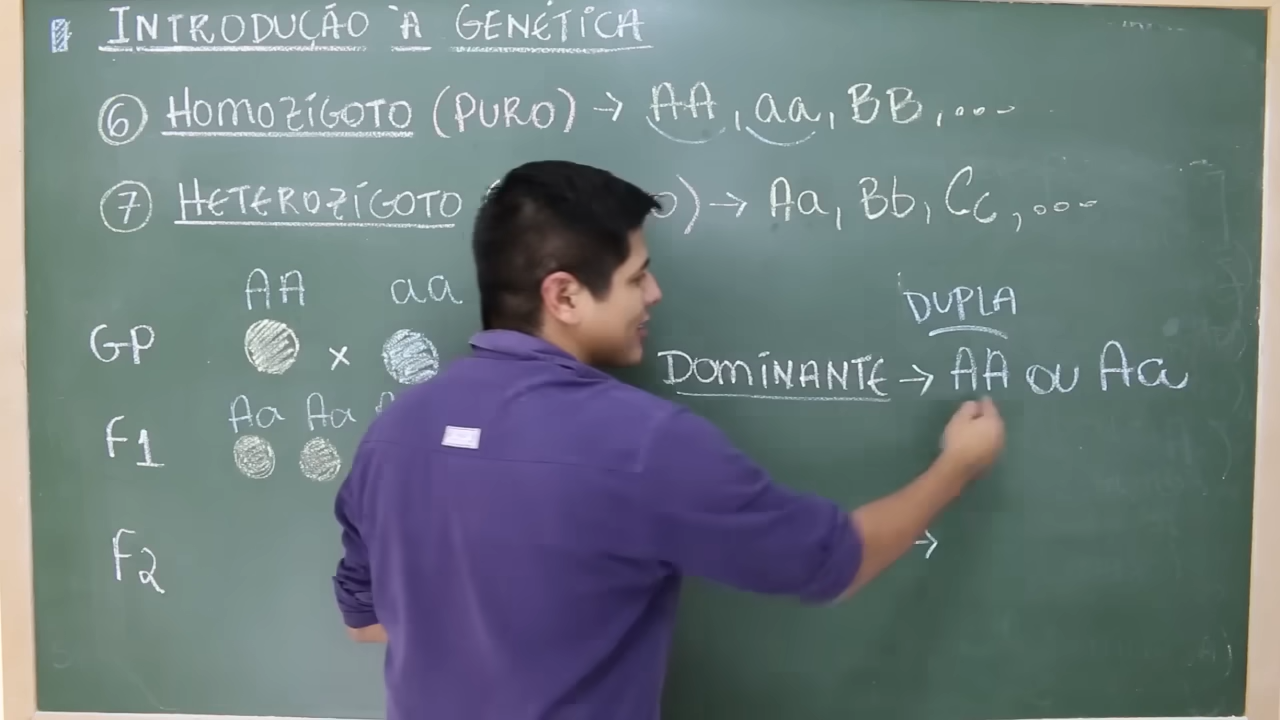 INTRODUÇÃO À GENÉTICA
6 HOMOZÍGOTO (PURO) → AA, aa, BB, ...
7 HETEROZÍGOTO O) → Aa, Bb, Cc, ...
AA aa
GP x
DUPLA
DOMINANTE → AA OU Aa
Aa Aa
F1
→
F2